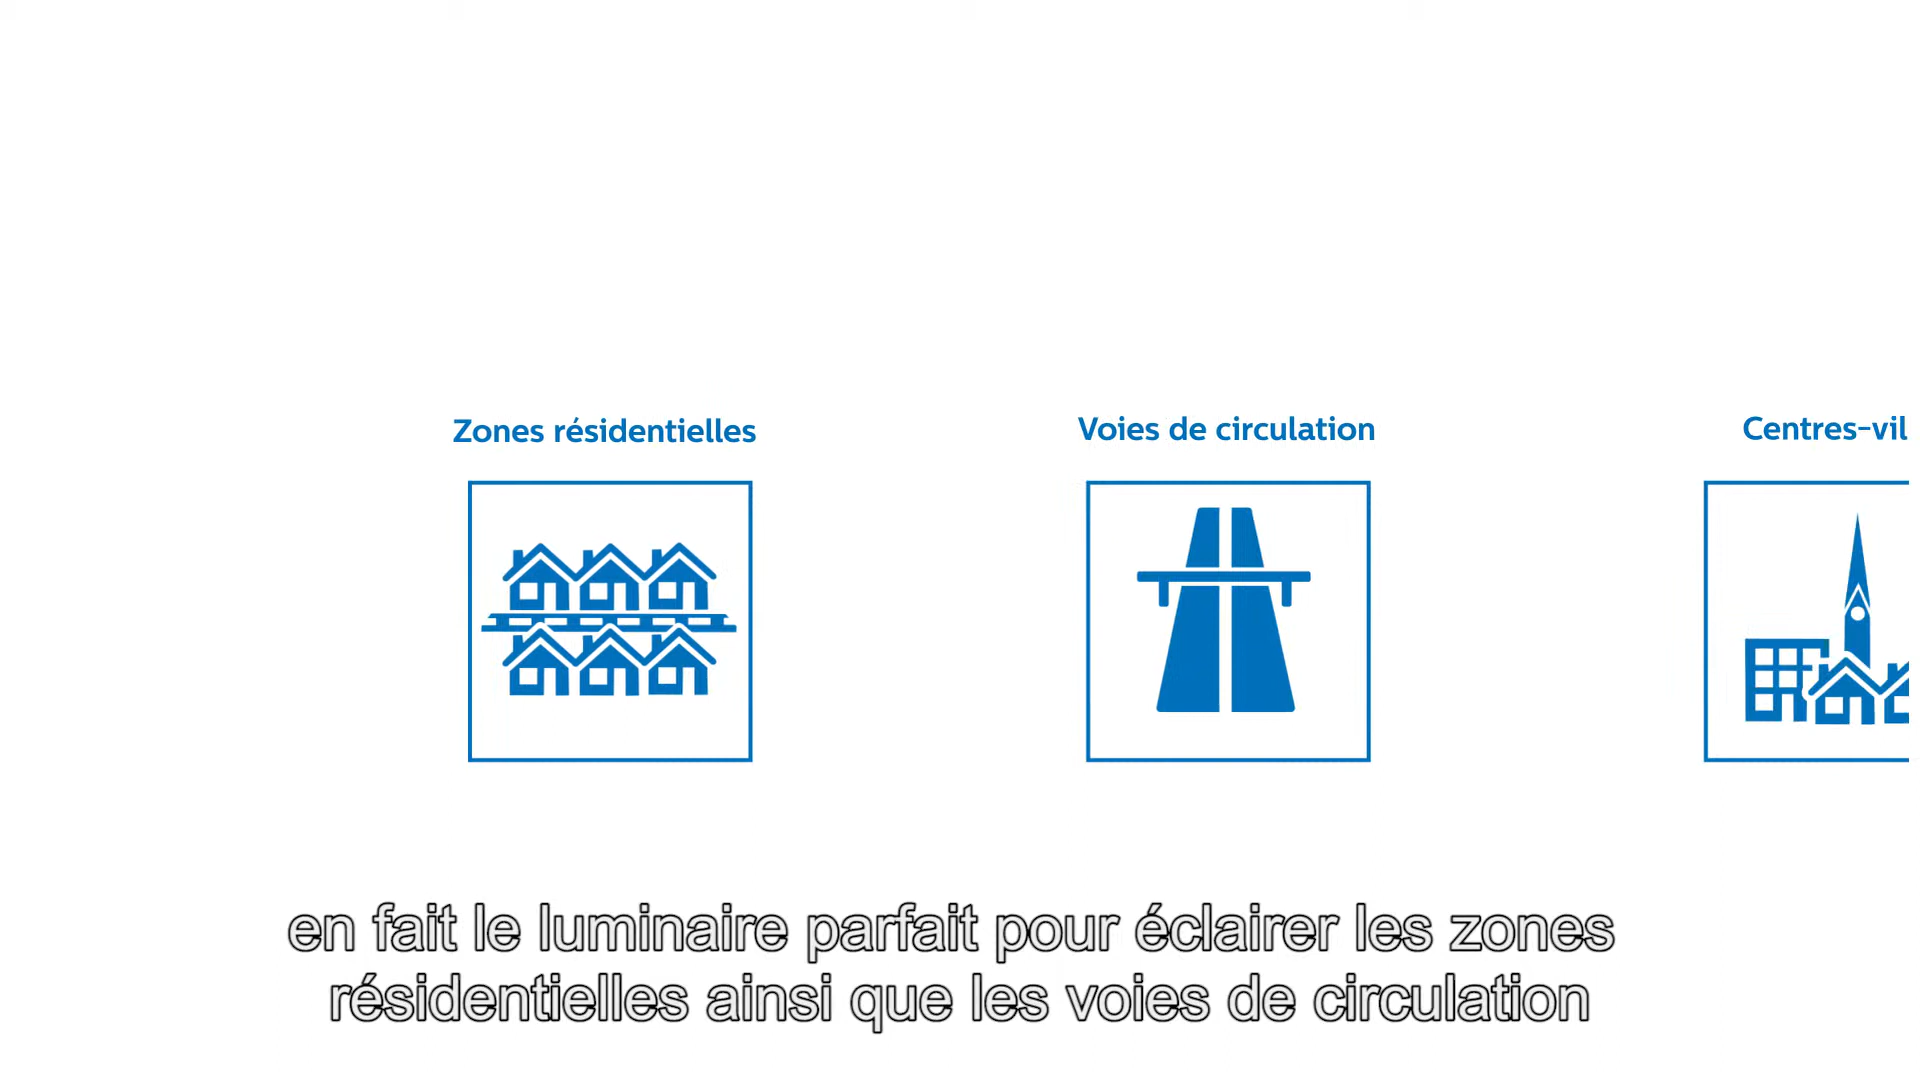 Zones résidentielles
Voies de circulation
Centres-vil
en fait le luminaire parfait pour éclairer les zones
résidentielles ainsi que les voies de circulation